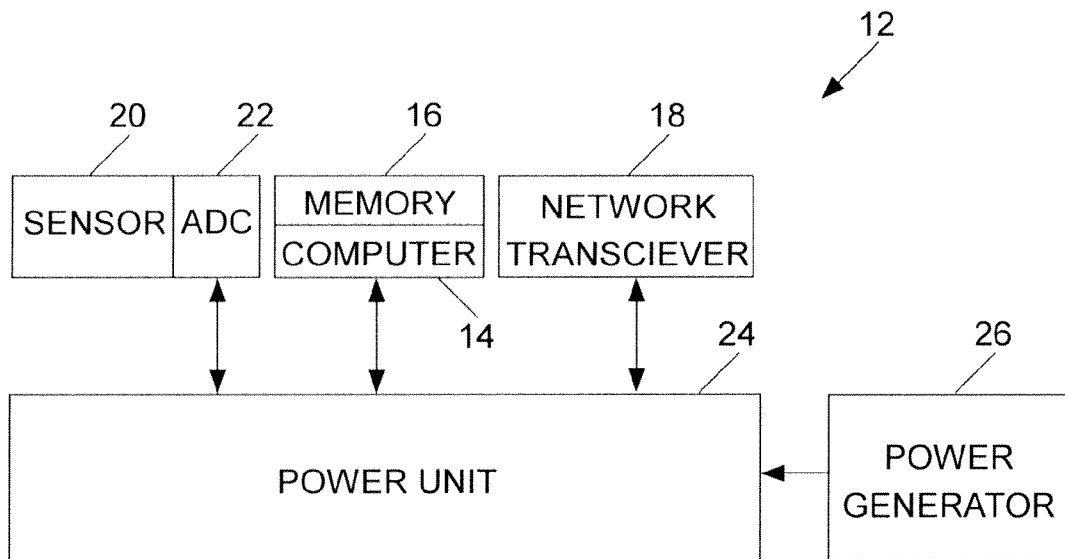 12
20 22 16 18
SENSOR ADC MEMORY NETWORK
COMPUTER TRANSCIEVER
14 24 26
POWER UNIT POWER
GENERATOR